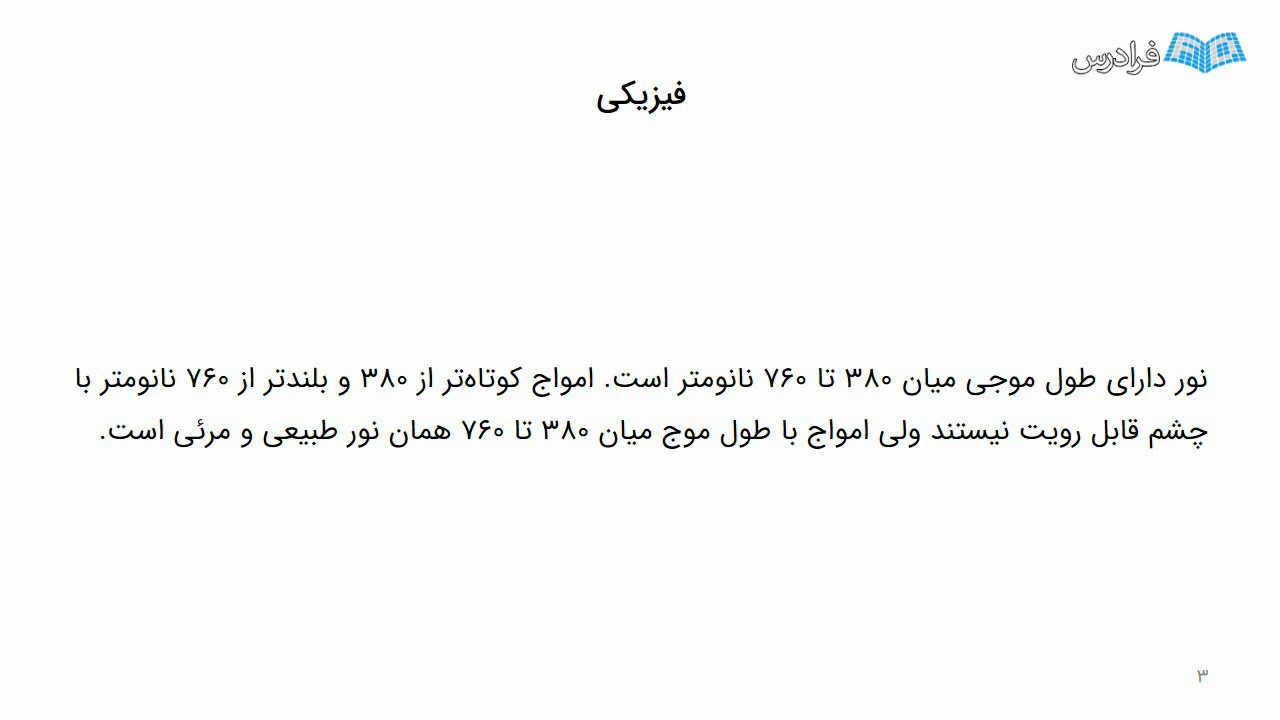 فرادرس
فیزیکی
نور دارای طول موجی میان ۳۸۰ تا ۷۶۰ نانومتر است. امواج کوتاه‌تر از ۳۸۰ و بلندتر از ۷۶۰ نانومتر با
چشم قابل رویت نیستند ولی امواج با طول موج میان ۳۸۰ تا ۷۶۰ همان نور طبیعی و مرئی است.
۳